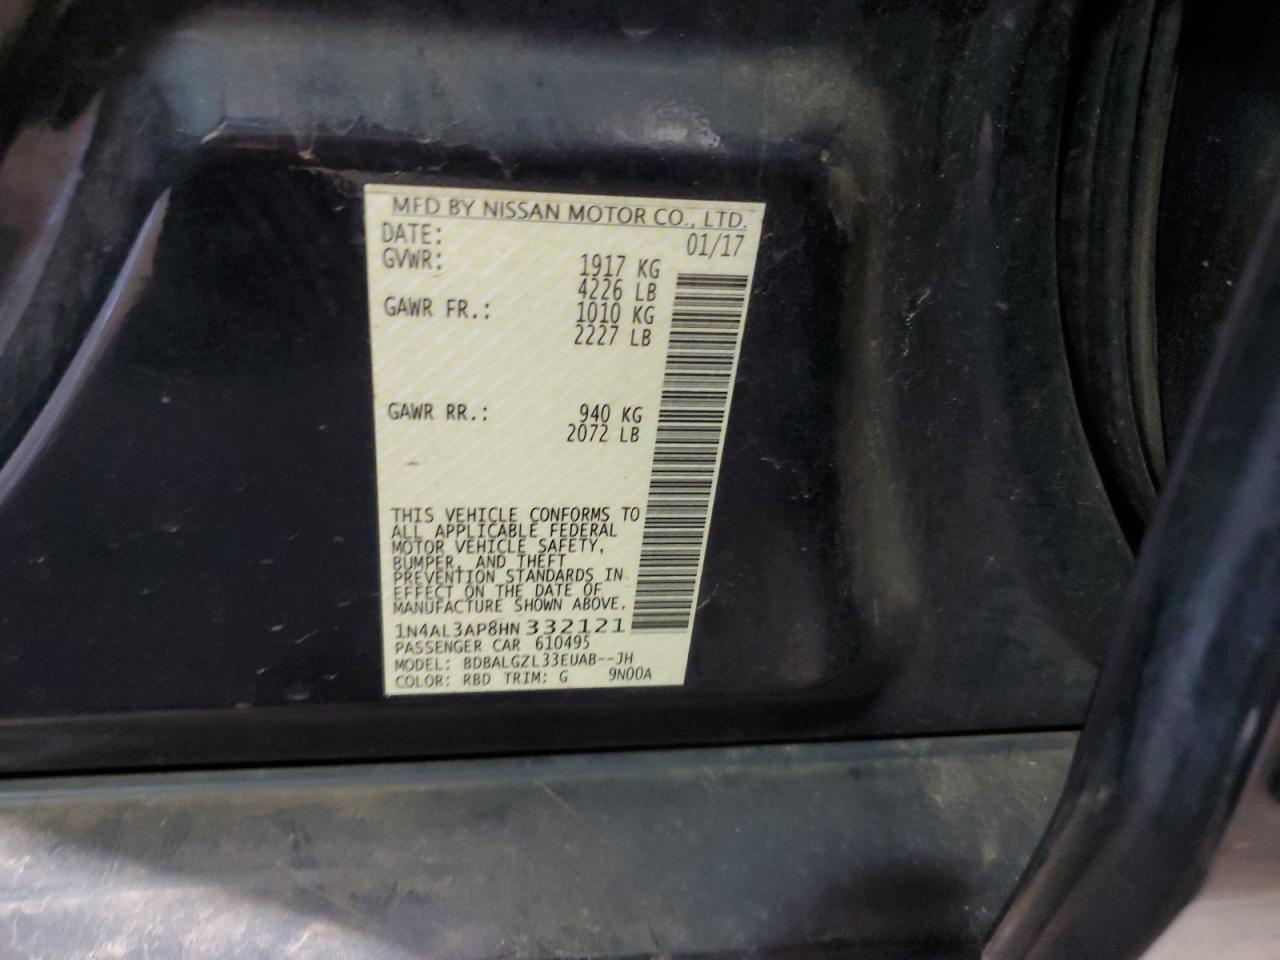 MFD BY NISSAN MOTOR CO., LTD.
DATE: 01/17
GVWR: 1917 KG
4226 LB
GAWR FR.: 1010 KG
2227 LB
GAWR RR.: 940 KG
2072 LB
THIS VEHICLE CONFORMS TO
ALL APPLICABLE FEDERAL
MOTOR VEHICLE SAFETY,
BUMPER, AND THEFT
PREVENTION STANDARDS IN
EFFECT ON THE DATE OF
MANUFACTURE SHOWN ABOVE.
1N4AL3AP8HN332121
PASSENGER CAR 610495
MODEL: BDBALGZL33EUAB--JH
COLOR: RBD TRIM: G 9N00A